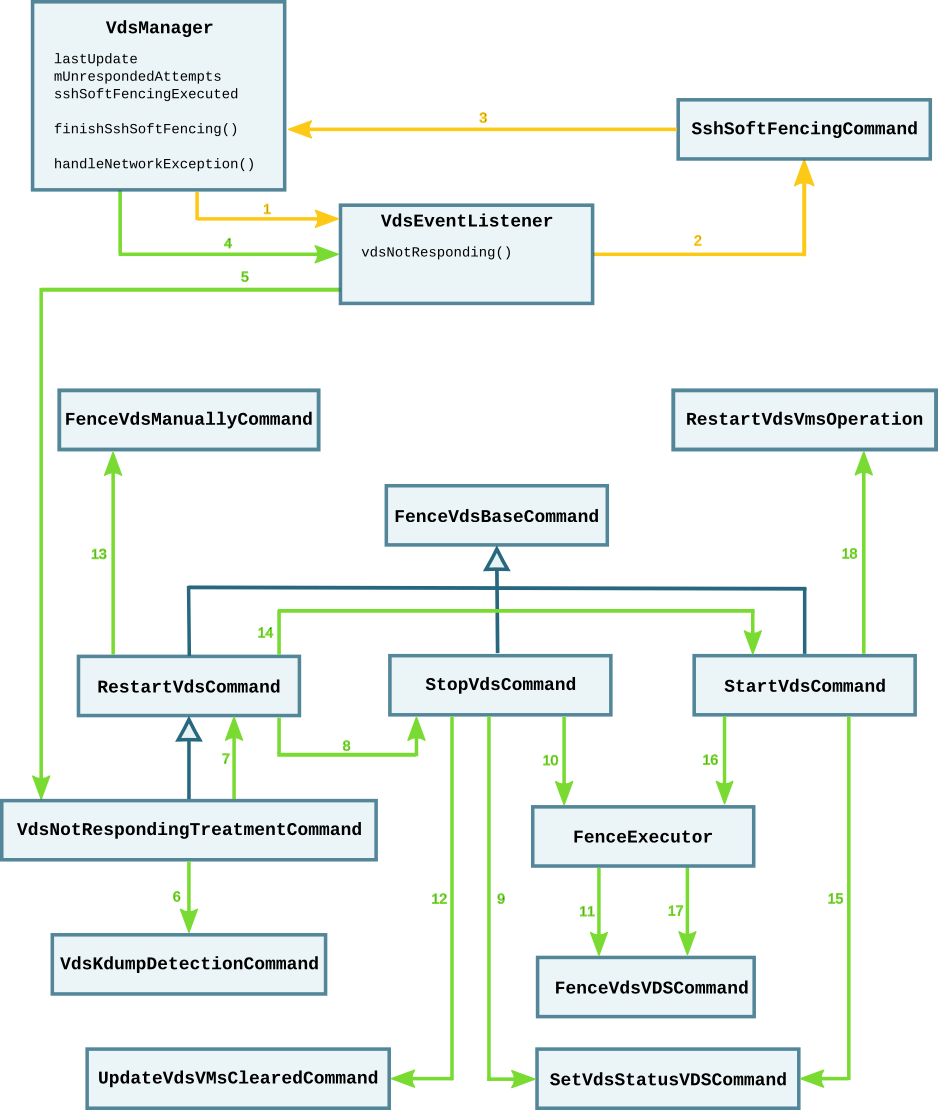 VdsManager
lastUpdate
mUnrespondedAttempts
sshSoftFencingExecuted
finishSshSoftFencing()
handleNetworkException()
3
SshSoftFencingCommand
1
4
VdsEventListener
vdsNotResponding()
2
5
FenceVdsManuallyCommand
RestartVdsVmsOperation
FenceVdsBaseCommand
13
18
14
RestartVdsCommand
StopVdsCommand
StartVdsCommand
8
7
10
16
VdsNotRespondingTreatmentCommand
FenceExecutor
6
12
9
11
17
15
VdsKdumpDetectionCommand
FenceVdsVDSCommand
UpdateVdsVMsClearedCommand
SetVdsStatusVDSCommand